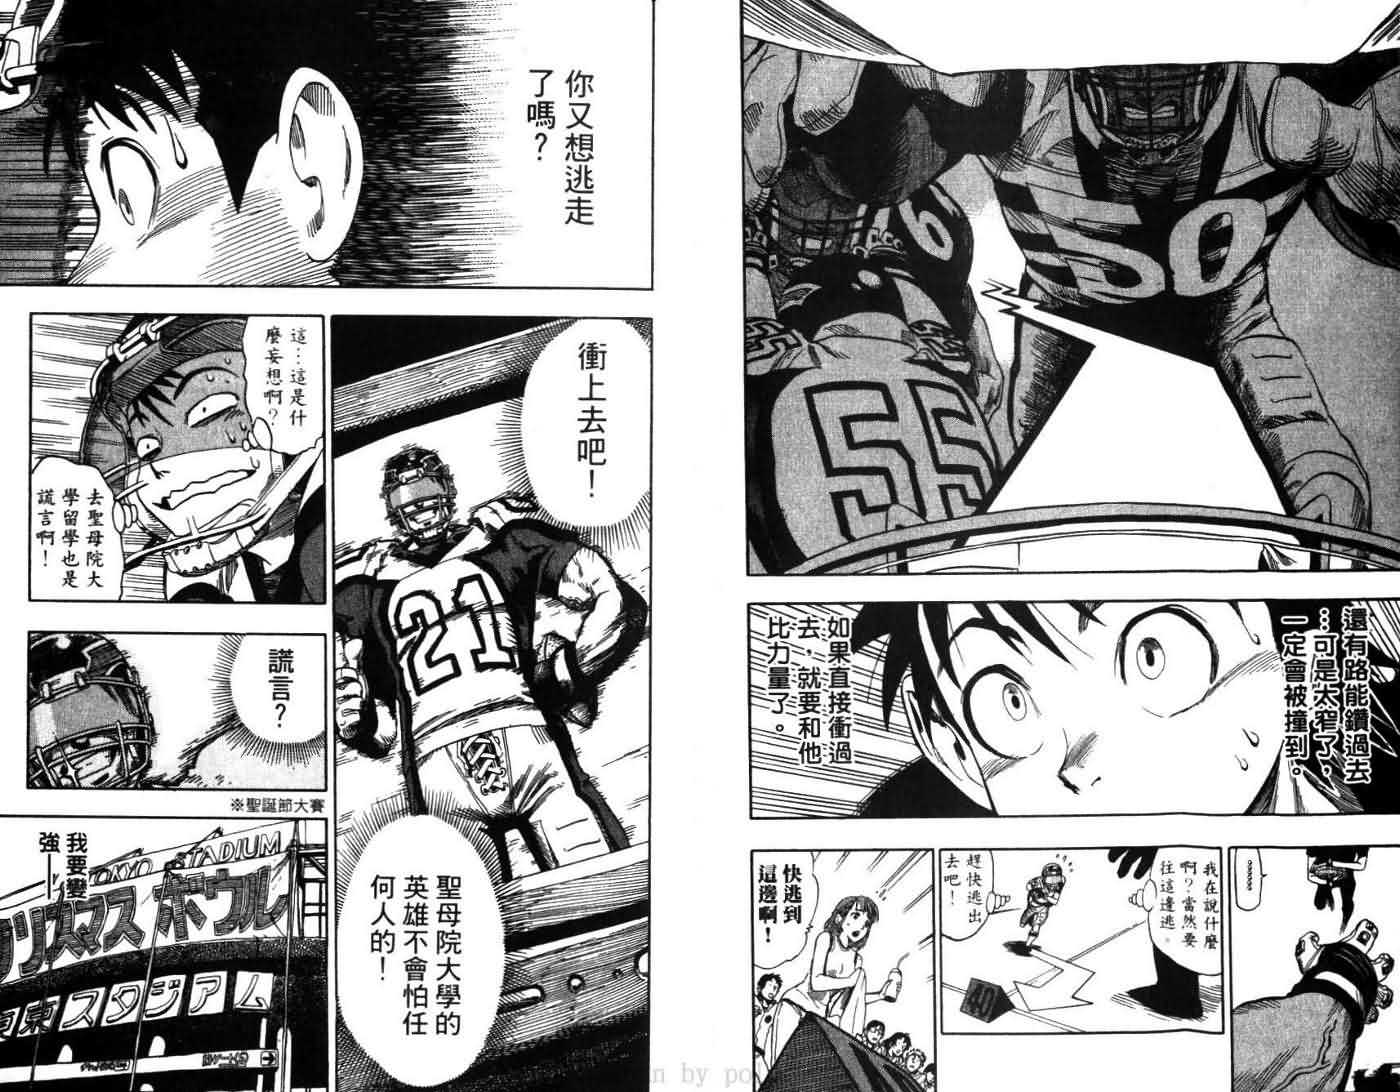 50
6
55
55
55
還有路能鑽過去
…可是太窄了，
一定會被撞到。
如果直接衝過
去，就要和他
比力量了。
…………
我在說什麼
啊？當然要
往這邊逃。
趕快逃出
去吧！
40
快逃到
這邊啊！
你又想逃走
了嗎？
衝上去吧！
21
聖母院大學的
英雄不會怕任
何人的！
這…這是什
麼妄想啊？
去聖母院大
學留學也是
謊言啊！
謊言？
※聖誕節大賽
我要變
強——
TOKYO STADIUM
クリスマス ボウル
東京スタジアム
in by po